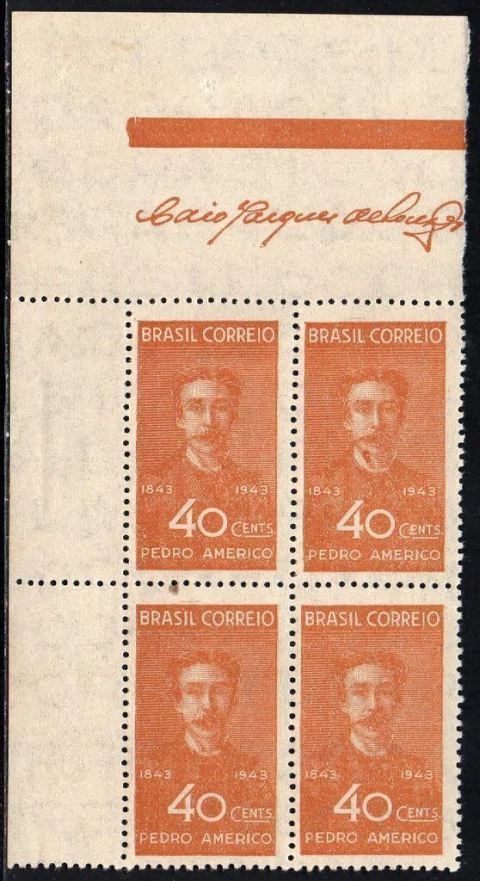 BRASIL CORREIO
1843 1943
40 CENTS.
PEDRO AMERICO
BRASIL CORREIO
1843 1943
40 CENTS.
PEDRO AMERICO
BRASIL CORREIO
1843 1943
40 CENTS.
PEDRO AMERICO
BRASIL CORREIO
1843 1943
40 CENTS.
PEDRO AMERICO